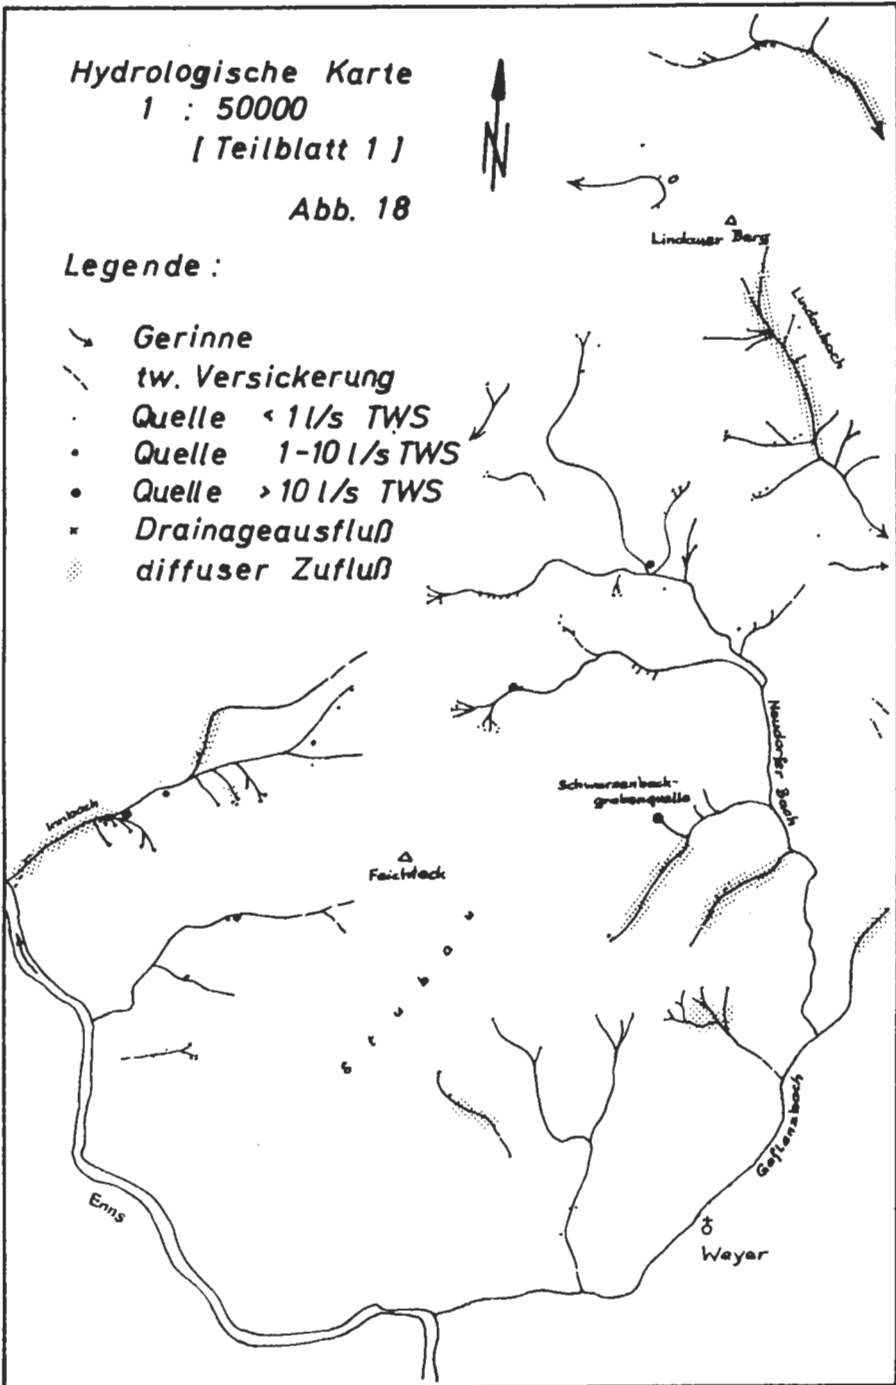 Hydrologische Karte
1 : 50000
[ Teilblatt 1 ]
Abb. 18
N
Legende :
Gerinne
tw. Versickerung
Quelle < 1 l/s TWS
Quelle 1-10 l/s TWS
Quelle > 10 l/s TWS
Drainageausfluß
diffuser Zufluß
Lindauer Berg
Lindaubach
Neudorfer Bach
Schwarzenbach-
grabenquelle
Innbach
Feichteck
Gaflenzbach
Enns
Weyer